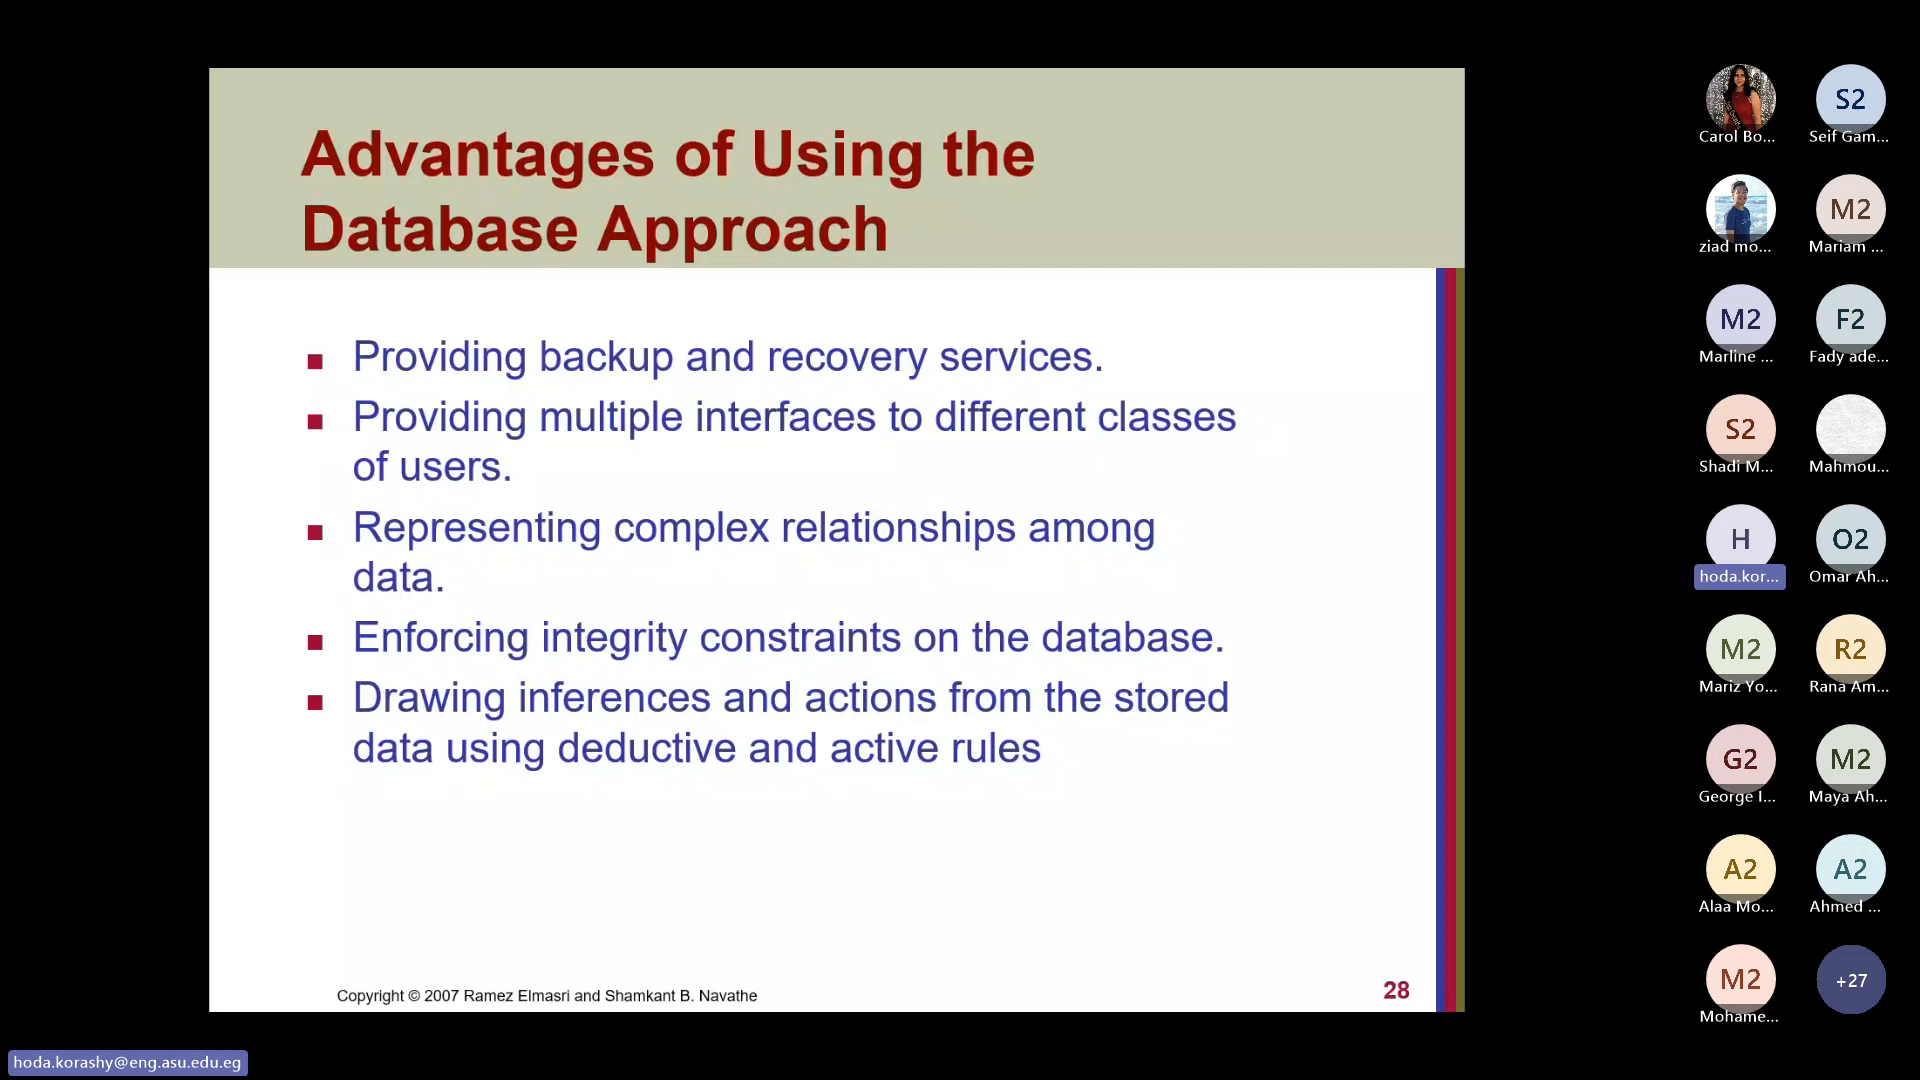 Advantages of Using the
Database Approach
Providing backup and recovery services.
Providing multiple interfaces to different classes
of users.
Representing complex relationships among
data.
Enforcing integrity constraints on the database.
Drawing inferences and actions from the stored
data using deductive and active rules
Copyright © 2007 Ramez Elmasri and Shamkant B. Navathe
28
S2
Carol Bo...
Seif Gam...
M2
ziad mo...
Mariam ...
M2
F2
Marline ...
Fady ade...
S2
Shadi M...
Mahmou...
H
O2
hoda.kor...
Omar Ah...
M2
R2
Mariz Yo...
Rana Am...
G2
M2
George I...
Maya Ah...
A2
A2
Alaa Mo...
Ahmed ...
M2
+27
Mohame...
hoda.korashy@eng.asu.edu.eg